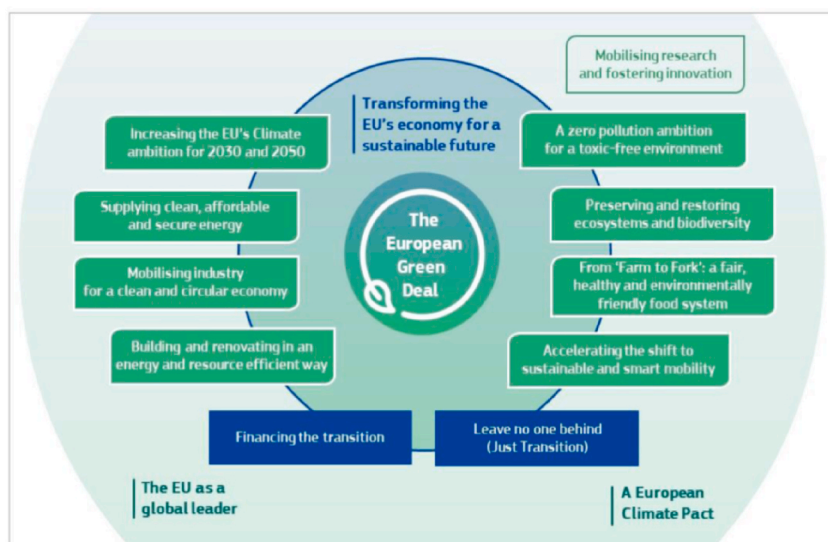 Mobilising research
and fostering innovation
Transforming the
EU's economy for a
sustainable future
Increasing the EU's Climate
ambition for 2030 and 2050
A zero pollution ambition
for a toxic-free environment
Supplying clean, affordable
and secure energy
Preserving and restoring
ecosystems and biodiversity
The
European
Green
Deal
Mobilising industry
for a clean and circular economy
From 'Farm to Fork': a fair,
healthy and environmentally
friendly food system
Building and renovating in an
energy and resource efficient way
Accelerating the shift to
sustainable and smart mobility
Financing the transition
Leave no one behind
(Just Transition)
The EU as a
global leader
A European
Climate Pact